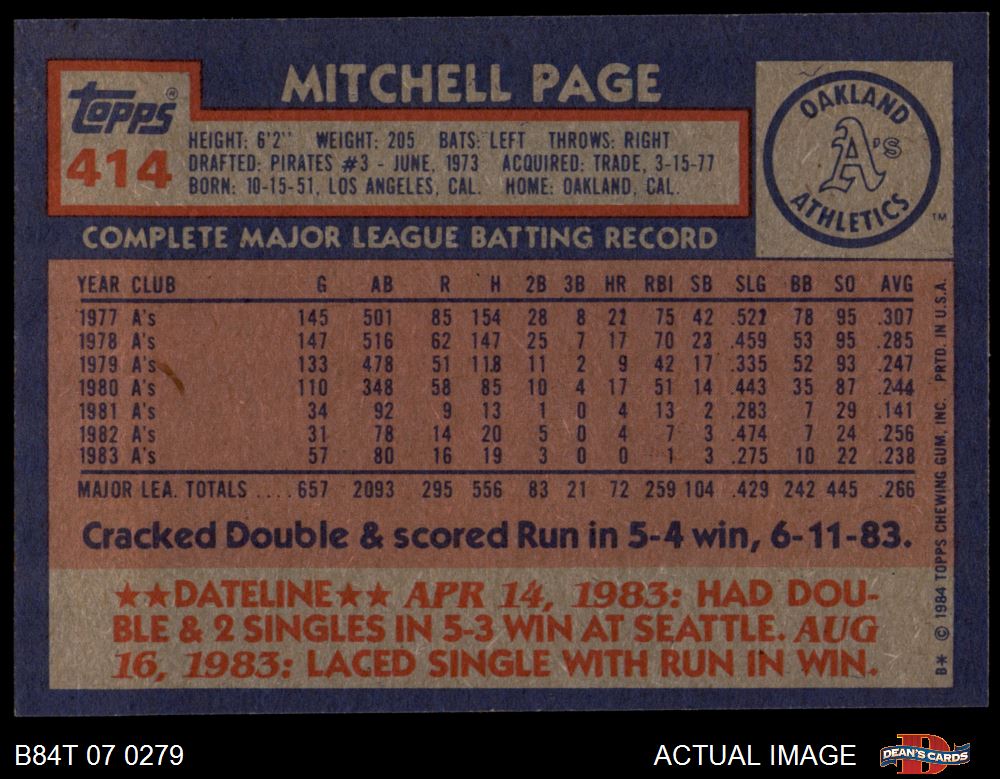 MITCHELL PAGE
TOPPS®
414
HEIGHT: 6'2" WEIGHT: 205 BATS: LEFT THROWS: RIGHT
DRAFTED: PIRATES #3 - JUNE, 1973 ACQUIRED: TRADE, 3-15-77
BORN: 10-15-51, LOS ANGELES, CAL. HOME: OAKLAND, CAL.
OAKLAND
A's
ATHLETICS
TM
COMPLETE MAJOR LEAGUE BATTING RECORD
YEAR CLUB G AB R H 2B 3B HR RBI SB SLG BB SO AVG
1977 A's 145 501 85 154 28 8 21 75 42 .521 78 95 .307
1978 A's 147 516 62 147 25 7 17 70 23 .459 53 95 .285
1979 A's 133 478 51 118 11 2 9 42 17 .335 52 93 .247
1980 A's 110 348 58 85 10 4 17 51 14 .443 35 87 .244
1981 A's 34 92 9 13 1 0 4 13 2 .283 7 29 .141
1982 A's 31 78 14 20 5 0 4 7 3 .474 7 24 .256
1983 A's 57 80 16 19 3 0 0 1 3 .275 10 22 .238
MAJOR LEA. TOTALS ....657 2093 295 556 83 21 72 259 104 .429 242 445 .266
Cracked Double & scored Run in 5-4 win, 6-11-83.
★★DATELINE★★ APR 14, 1983: HAD DOU-
BLE & 2 SINGLES IN 5-3 WIN AT SEATTLE. AUG
16, 1983: LACED SINGLE WITH RUN IN WIN.
B* © 1984 TOPPS CHEWING GUM, INC. PRTD. IN U.S.A.
B84T 07 0279
ACTUAL IMAGE
DEAN'S CARDS